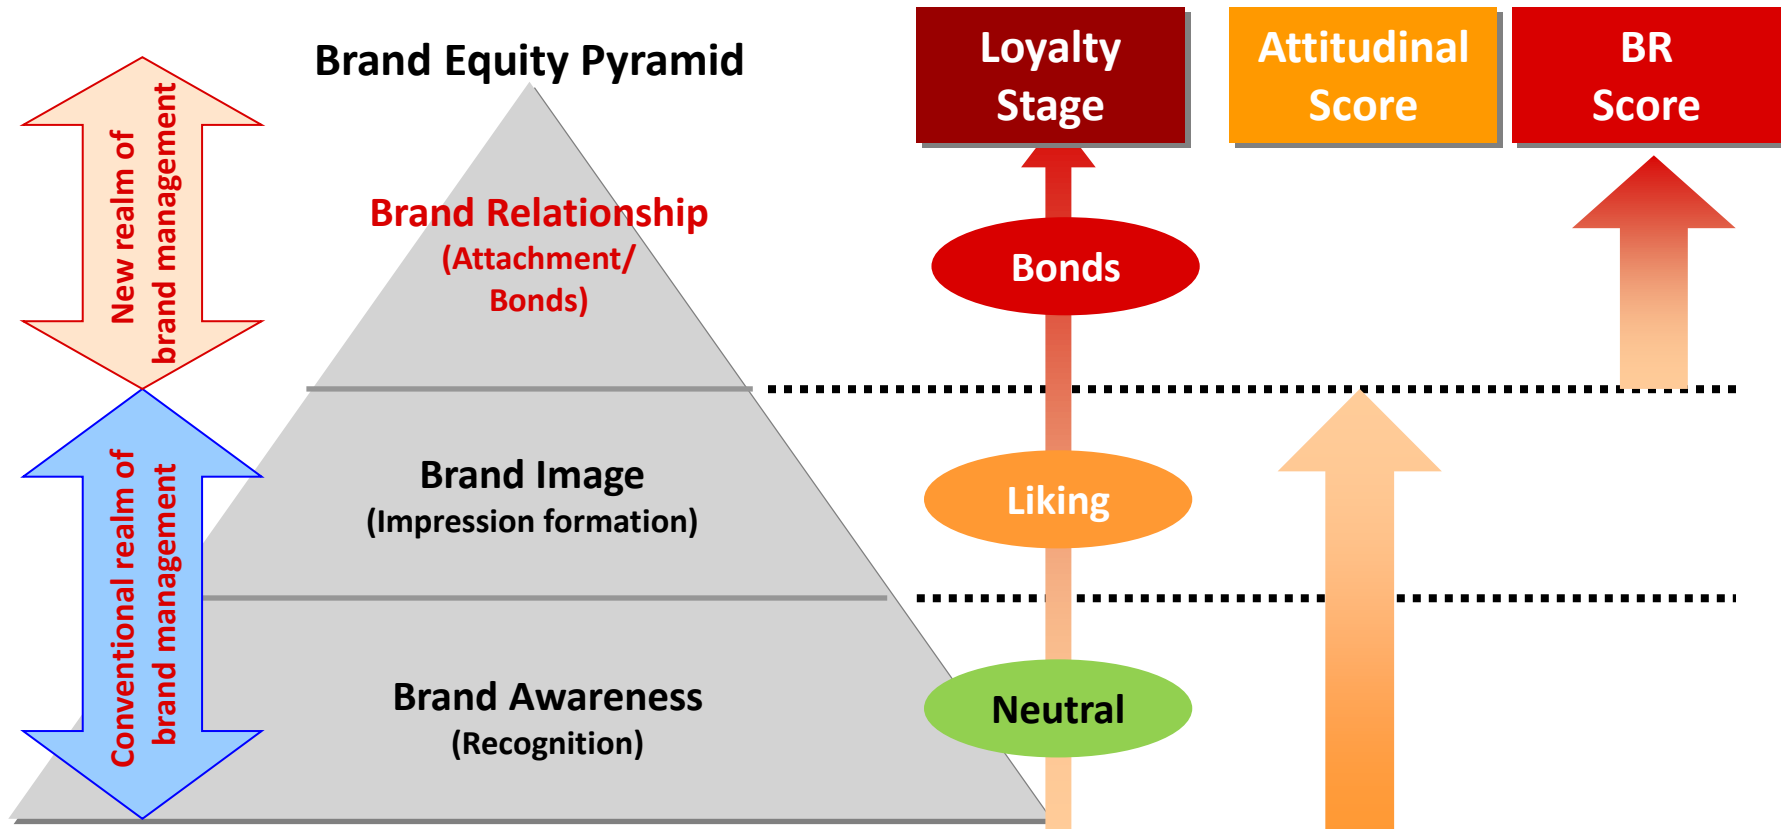 Brand Equity Pyramid
Loyalty
Stage
Attitudinal
Score
BR
Score
New realm of
brand management
Brand Relationship
(Attachment/
Bonds)
Bonds
Conventional realm of
brand management
Brand Image
(Impression formation)
Liking
Brand Awareness
(Recognition)
Neutral